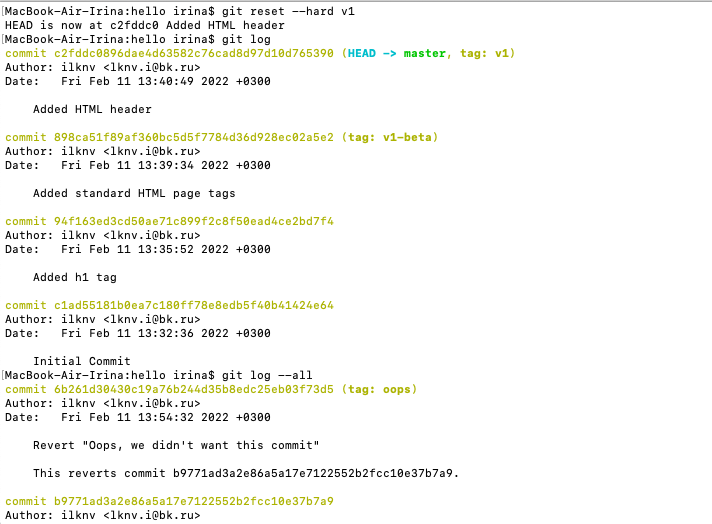 [MacBook-Air-Irina:hello irina$ git reset --hard v1
HEAD is now at c2fddc0 Added HTML header
[MacBook-Air-Irina:hello irina$ git log
commit c2fddc0896dae4d63582c76cad8d97d10d765390 (HEAD -> master, tag: v1)
Author: ilknv <lknv.i@bk.ru>
Date:   Fri Feb 11 13:40:49 2022 +0300
    Added HTML header
commit 898ca51f89af360bc5d5f7784d36d928ec02a5e2 (tag: v1-beta)
Author: ilknv <lknv.i@bk.ru>
Date:   Fri Feb 11 13:39:34 2022 +0300
    Added standard HTML page tags
commit 94f163ed3cd50ae71c899f2c8f50ead4ce2bd7f4
Author: ilknv <lknv.i@bk.ru>
Date:   Fri Feb 11 13:35:52 2022 +0300
    Added h1 tag
commit c1ad55181b0ea7c180ff78e8edb5f40b41424e64
Author: ilknv <lknv.i@bk.ru>
Date:   Fri Feb 11 13:32:36 2022 +0300
    Initial Commit
[MacBook-Air-Irina:hello irina$ git log --all
commit 6b261d30430c19a76b244d35b8edc25eb03f73d5 (tag: oops)
Author: ilknv <lknv.i@bk.ru>
Date:   Fri Feb 11 13:54:32 2022 +0300
    Revert "Oops, we didn't want this commit"
    This reverts commit b9771ad3a2e86a5a17e7122552b2fcc10e37b7a9.
commit b9771ad3a2e86a5a17e7122552b2fcc10e37b7a9
Author: ilknv <lknv.i@bk.ru>